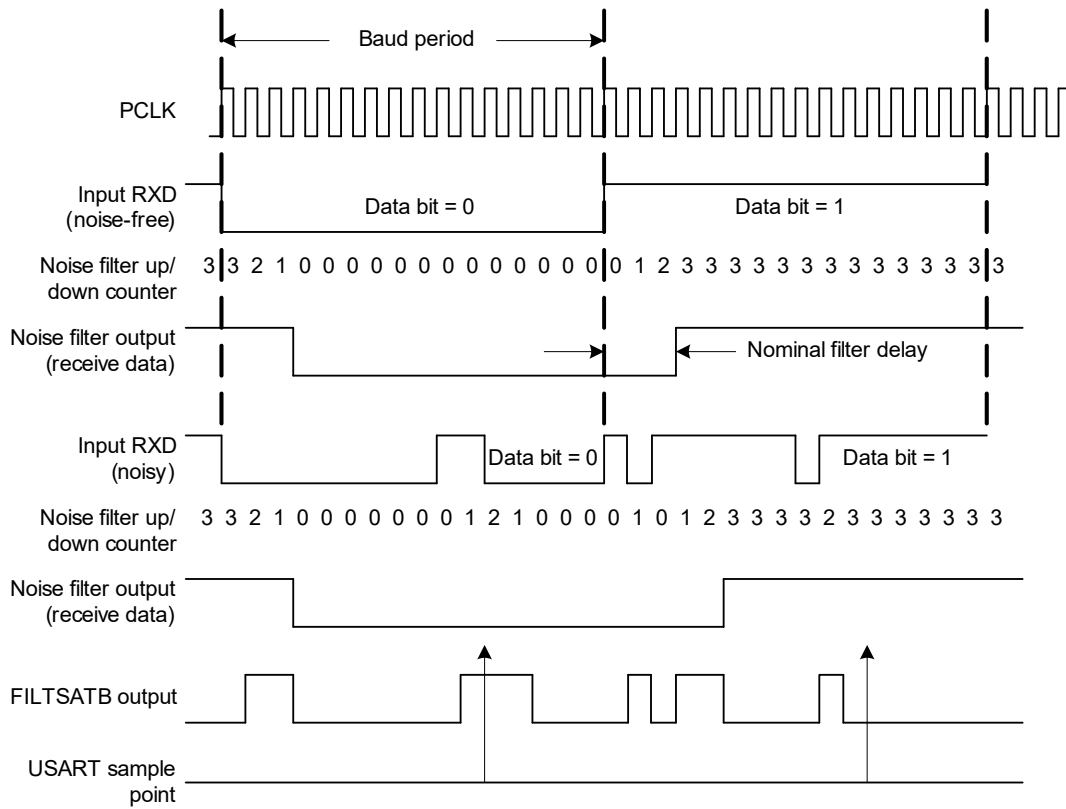 Baud period
PCLK
Input RXD
(noise-free)
Data bit = 0
Data bit = 1
Noise filter up/
down counter
3 3 2 1 0 0 0 0 0 0 0 0 0 0 0 0 0 0 1 2 3 3 3 3 3 3 3 3 3 3 3 3 3 3
Noise filter output
(receive data)
Nominal filter delay
Input RXD
(noisy)
Data bit = 0
Data bit = 1
Noise filter up/
down counter
3 3 2 1 0 0 0 0 0 0 0 1 2 1 0 0 0 0 1 0 1 2 3 3 3 3 2 3 3 3 3 3 3 3
Noise filter output
(receive data)
FILTSATB output
USART sample
point